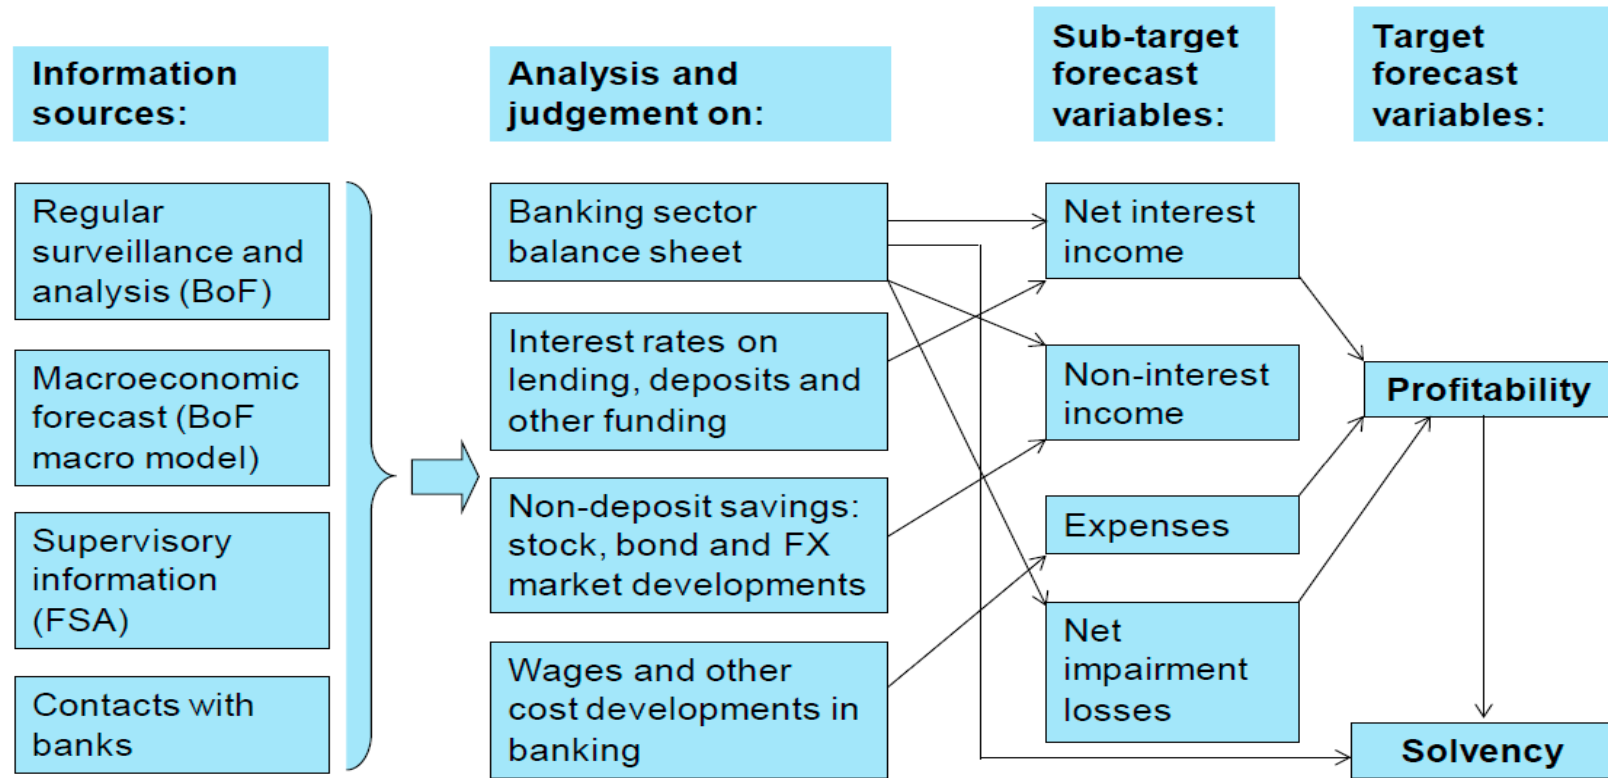 Information
sources:
Analysis and
judgement on:
Sub-target
forecast
variables:
Target
forecast
variables:
Regular
surveillance and
analysis (BoF)
Macroeconomic
forecast (BoF
macro model)
Supervisory
information
(FSA)
Contacts with
banks
Banking sector
balance sheet
Interest rates on
lending, deposits and
other funding
Non-deposit savings:
stock, bond and FX
market developments
Wages and other
cost developments in
banking
Net interest
income
Non-interest
income
Expenses
Net
impairment
losses
Profitability
Solvency